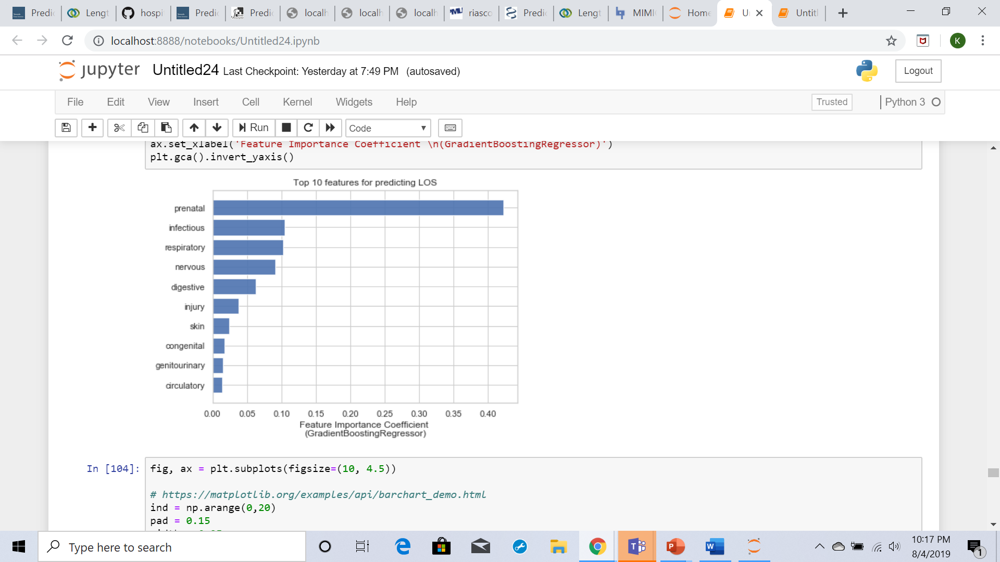 Predic
Lengt
hospi
Predic
Predic
localh
localh
localh
PMU
riasco
Predic
Lengt
MIMI
Home
U
Untitl
localhost:8888/notebooks/Untitled24.ipynb
K
jupyter Untitled24 Last Checkpoint: Yesterday at 7:49 PM (autosaved)
Logout
File Edit View Insert Cell Kernel Widgets Help
Trusted
Python 3
Run
Code
ax.set_xlabel('Feature Importance Coefficient \n(GradientBoostingRegressor)')
plt.gca().invert_yaxis()
Top 10 features for predicting LOS
prenatal
infectious
respiratory
nervous
digestive
injury
skin
congenital
genitourinary
circulatory
0.00 0.05 0.10 0.15 0.20 0.25 0.30 0.35 0.40
Feature Importance Coefficient
(GradientBoostingRegressor)
In [104]: fig, ax = plt.subplots(figsize=(10, 4.5))
# https://matplotlib.org/examples/api/barchart_demo.html
ind = np.arange(0,20)
pad = 0.15
Type here to search
10:17 PM
8/4/2019
1